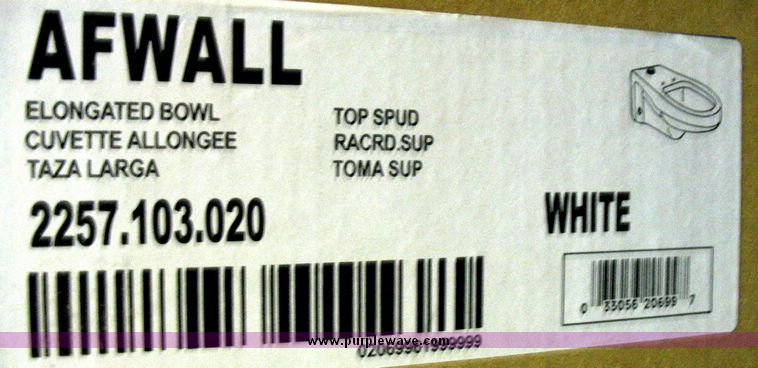 AFWALL
ELONGATED BOWL
CUVETTE ALLONGEE
TAZA LARGA
TOP SPUD
RACRD.SUP
TOMA SUP
2257.103.020
WHITE
0 33056 20699 7
www.purplewave.com